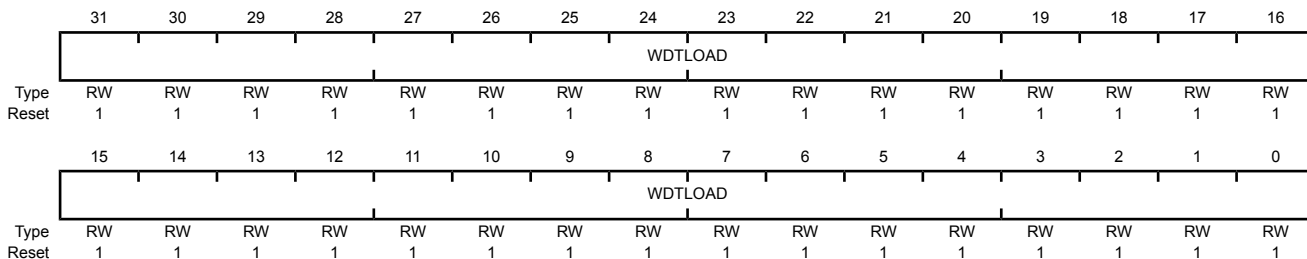 31 30 29 28 27 26 25 24 23 22 21 20 19 18 17 16
WDTLOAD
Type RW RW RW RW RW RW RW RW RW RW RW RW RW RW RW RW
Reset 1 1 1 1 1 1 1 1 1 1 1 1 1 1 1 1
15 14 13 12 11 10 9 8 7 6 5 4 3 2 1 0
WDTLOAD
Type RW RW RW RW RW RW RW RW RW RW RW RW RW RW RW RW
Reset 1 1 1 1 1 1 1 1 1 1 1 1 1 1 1 1